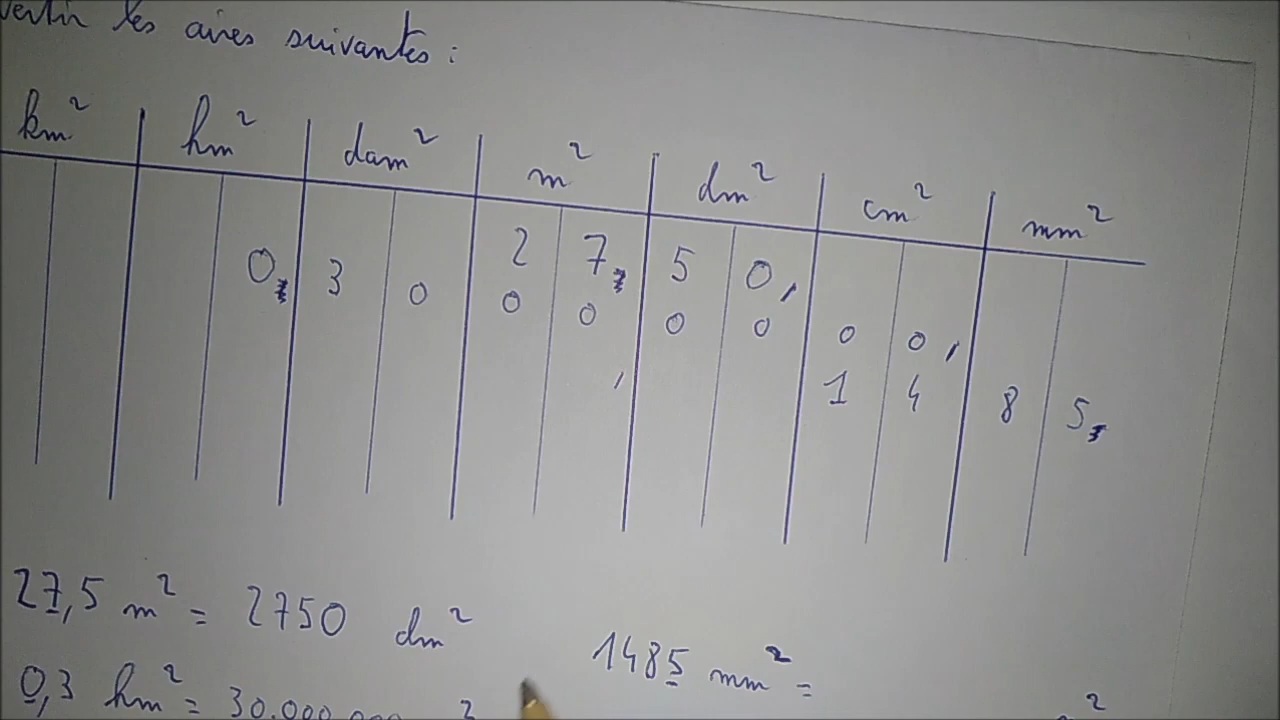 les aires suivantes :
km² hm² dam² m² dm² cm² mm²
2 7, 5 0,
0, 3 0 0 0 0 0 0 0,
, 1 4 8 5,
27,5 m² = 2750 dm²
1485 mm² =
0,3 hm² = 30.000.000